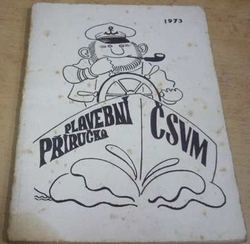 1973
PLAVEBNÍ
PŘÍRUČKA
ČSVM